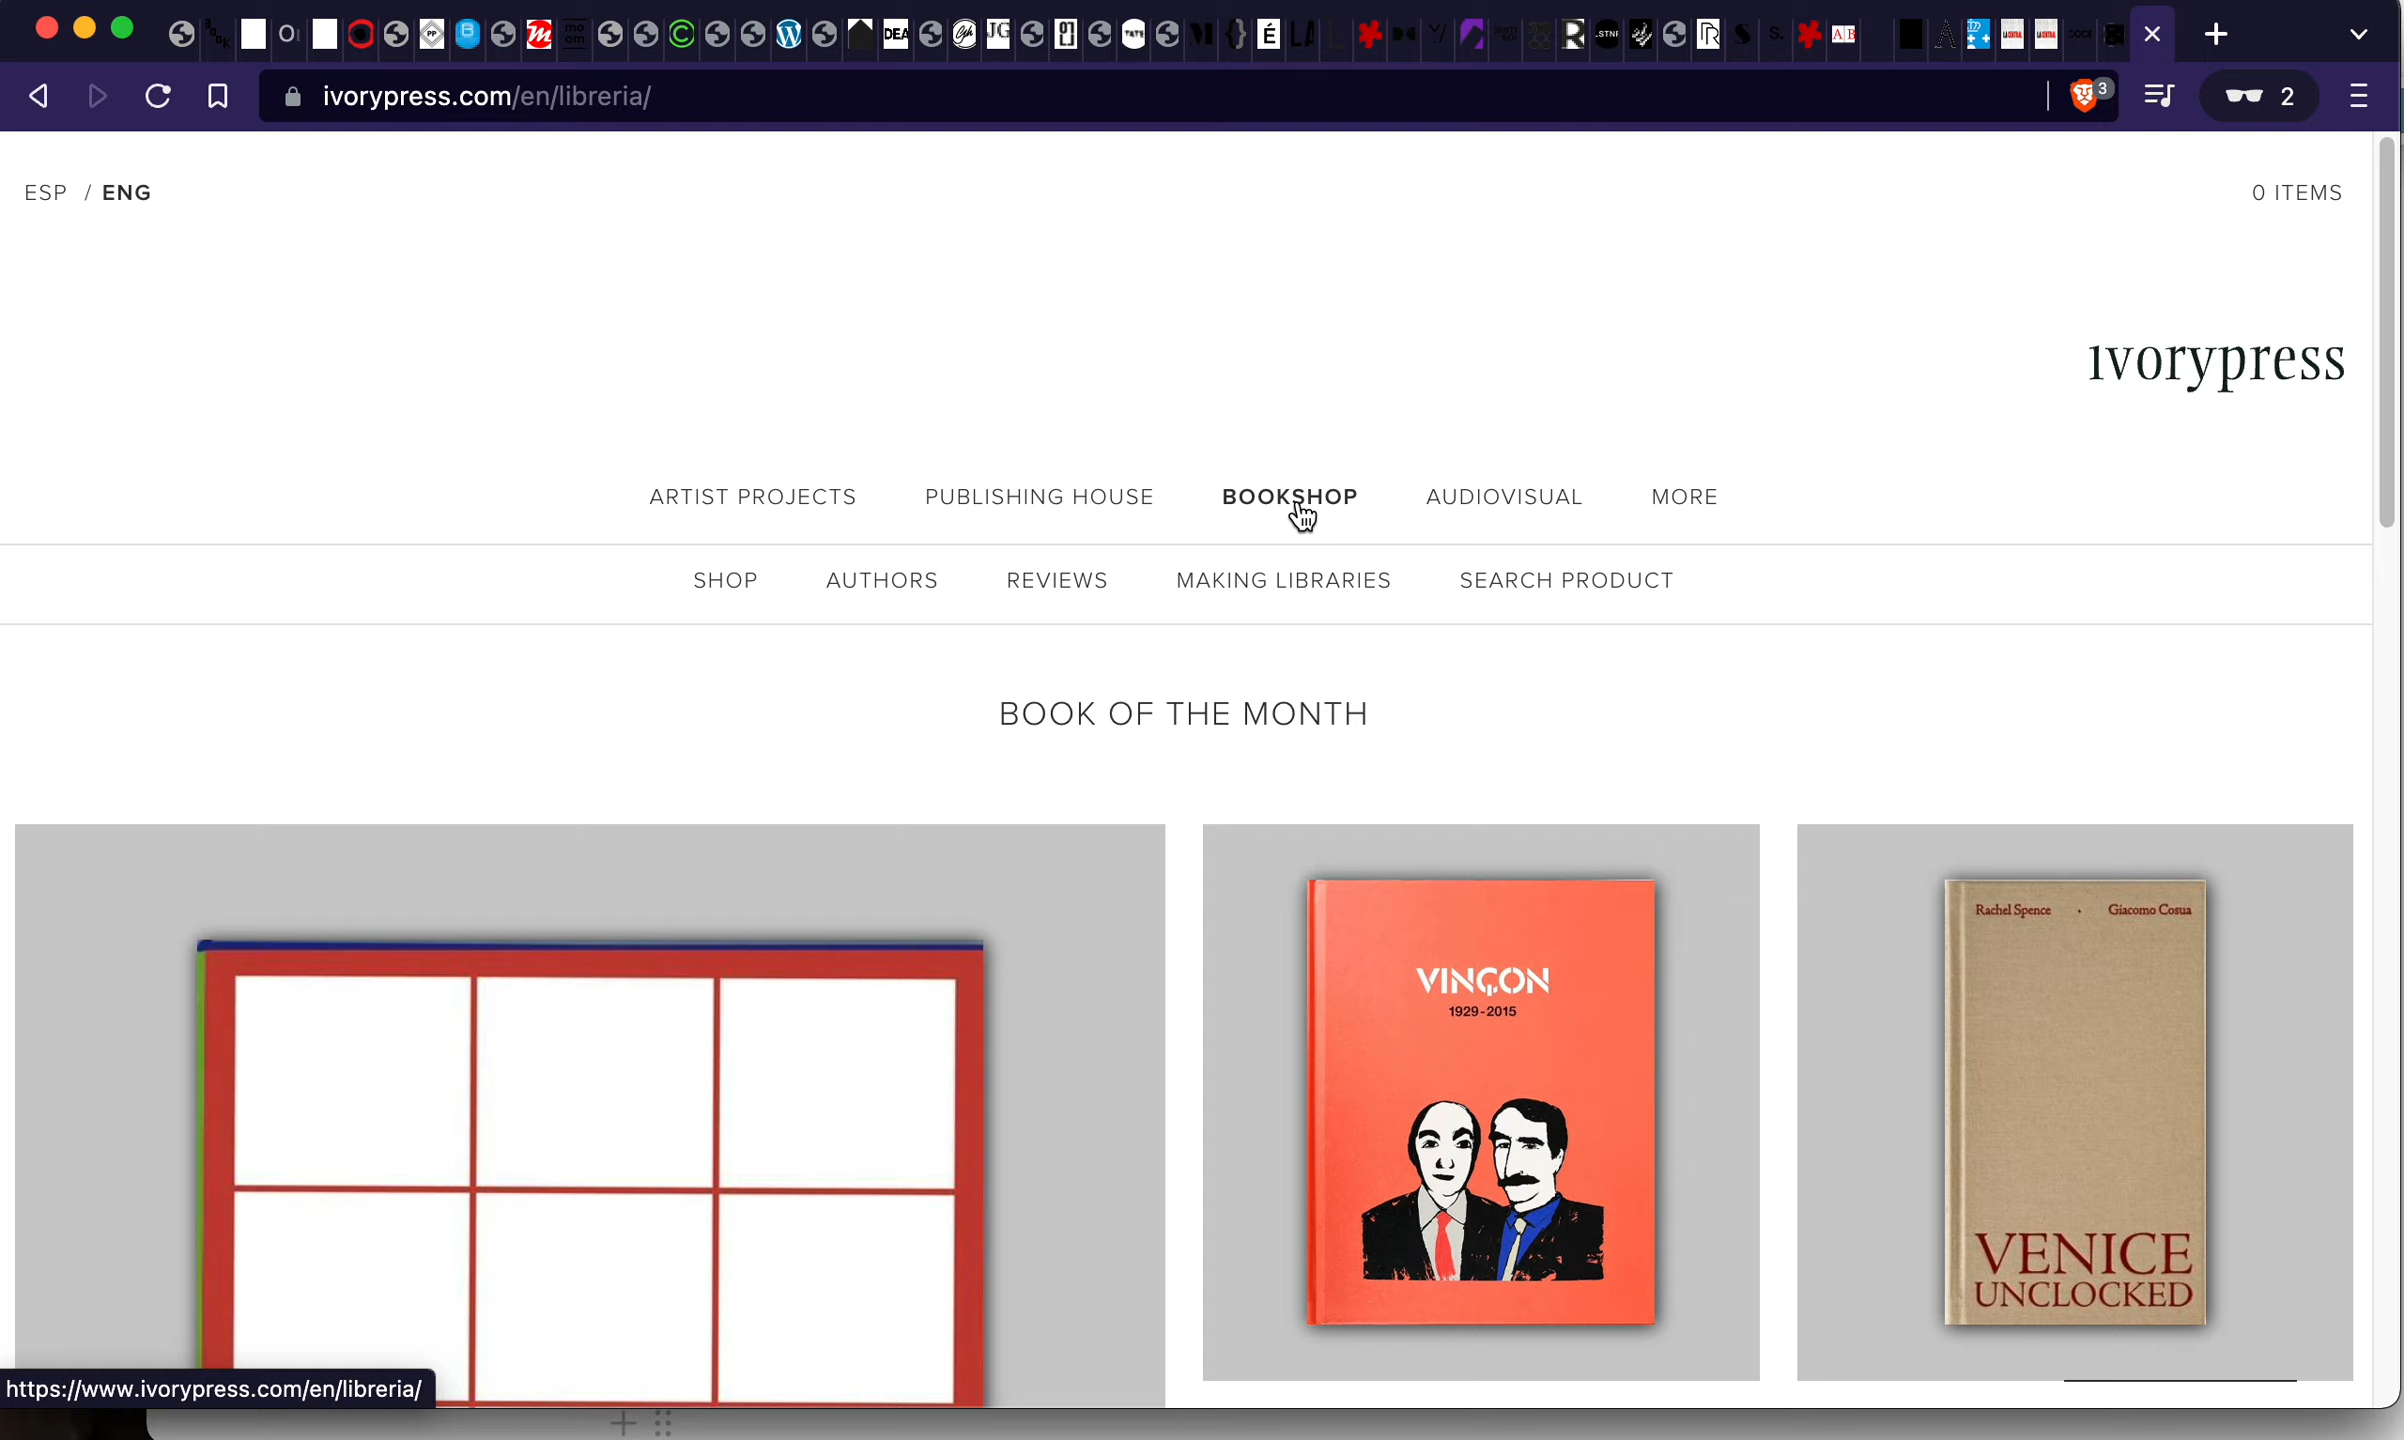 ivorypress.com/en/libreria/
3
2
ESP / ENG
0 ITEMS
ivorypress
ARTIST PROJECTS PUBLISHING HOUSE BOOKSHOP AUDIOVISUAL MORE
SHOP AUTHORS REVIEWS MAKING LIBRARIES SEARCH PRODUCT
BOOK OF THE MONTH
VINÇON
1929-2015
Rachel Spence · Giacomo Cosua
VENICE
UNCLOCKED
https://www.ivorypress.com/en/libreria/